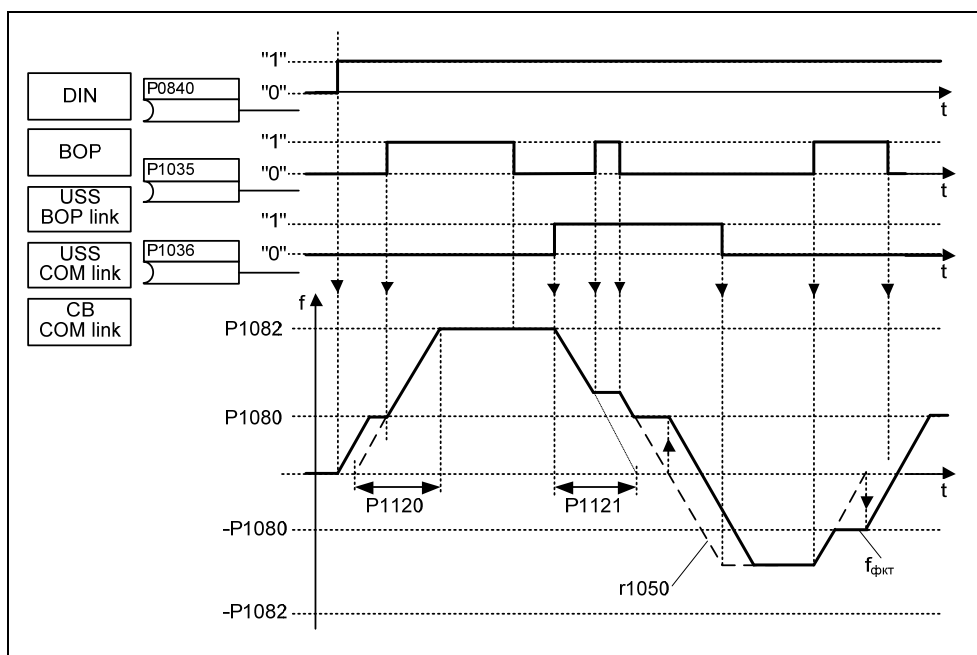 "1"
DIN
P0840
"0"
t
BOP
"1"
P1035
"0"
t
USS
BOP link
"1"
USS
COM link
P1036
"0"
t
CB
COM link
f
P1082
P1080
t
P1120
P1121
-P1080
r1050
fфкт
-P1082